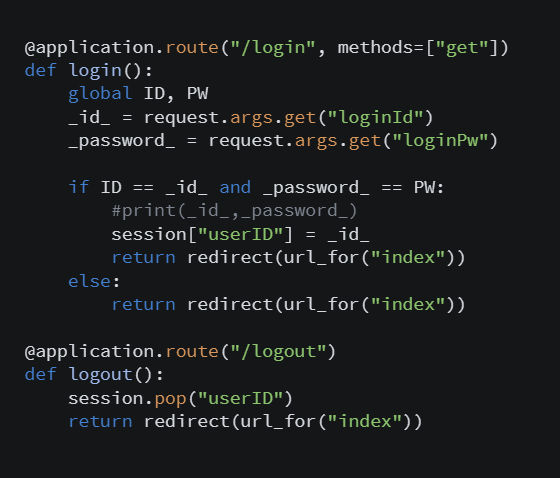 @application.route("/login", methods=["get"])
def login():
    global ID, PW
    _id_ = request.args.get("loginId")
    _password_ = request.args.get("loginPw")

    if ID == _id_ and _password_ == PW:
        #print(_id_,_password_)
        session["userID"] = _id_
        return redirect(url_for("index"))
    else:
        return redirect(url_for("index"))

@application.route("/logout")
def logout():
    session.pop("userID")
    return redirect(url_for("index"))